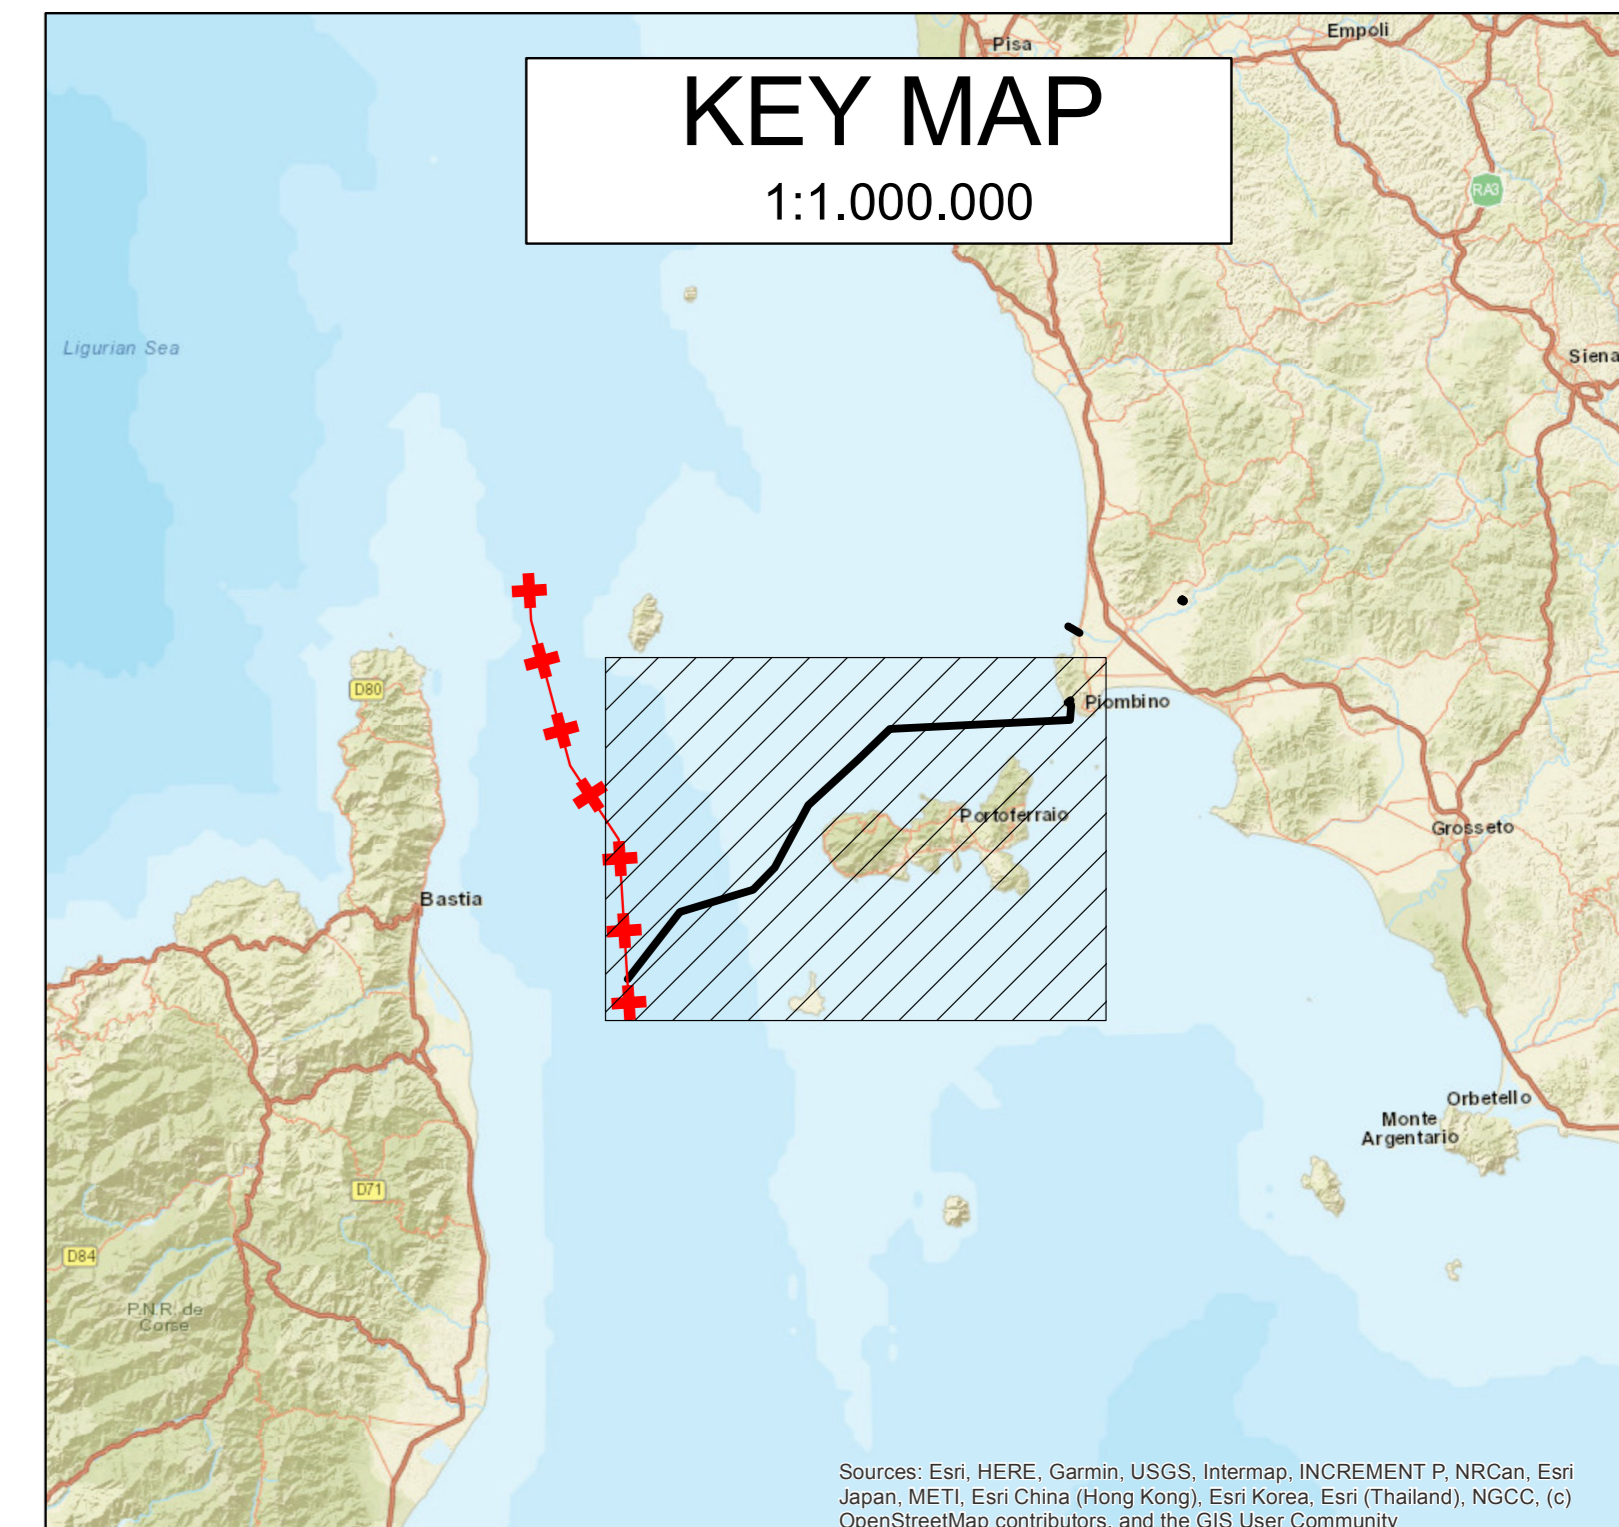 Pisa
Empoli
KEY MAP
1:1.000.000
RA3
Ligurian Sea
Siena
D80
Piombino
Portoferraio
Grosseto
Bastia
Orbetello
Monte
Argentario
D71
D84
P.N.R. de
Corse
Sources: Esri, HERE, Garmin, USGS, Intermap, INCREMENT P, NRCan, Esri
Japan, METI, Esri China (Hong Kong), Esri Korea, Esri (Thailand), NGCC, (c)
OpenStreetMap contributors, and the GIS User Community